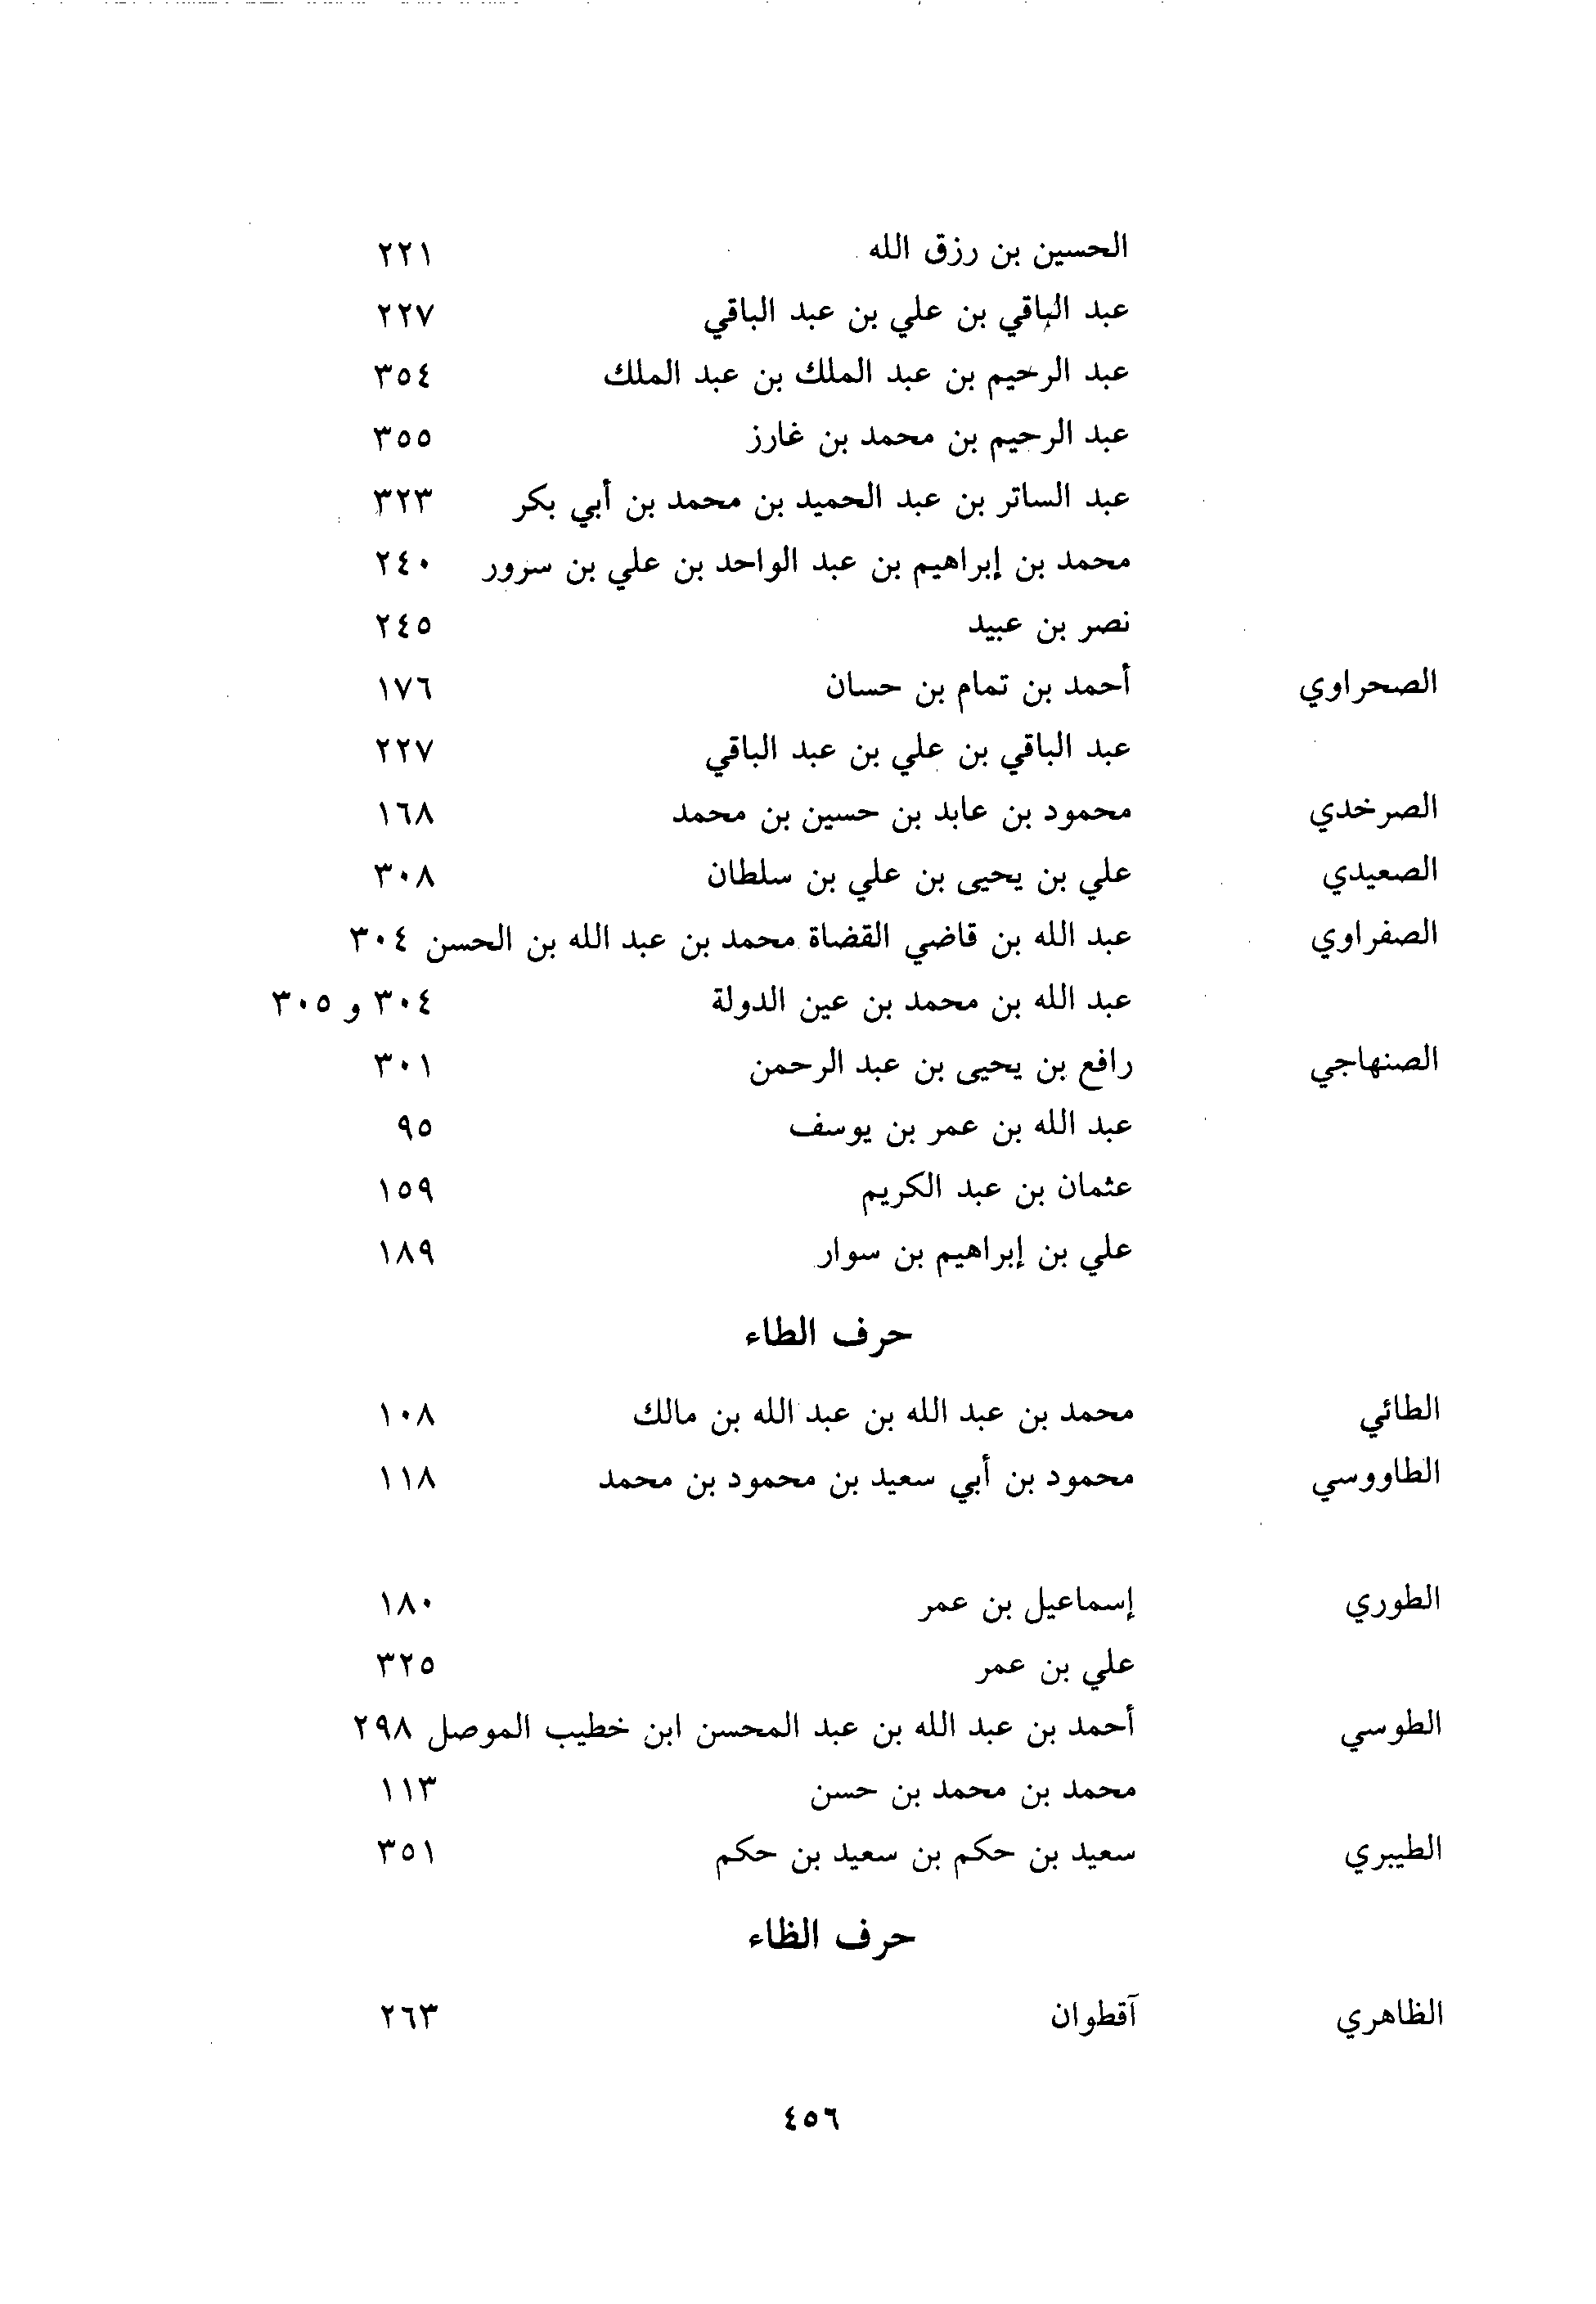 الحسين بن رزق الله ٢٢١
عبد الباقي بن علي بن عبد الباقي ٢٢٧
عبد الرحيم بن عبد الملك بن عبد الملك ٣٥٤
عبد الرحيم بن محمد بن غارز ٣٥٥
عبد الساتر بن عبد الحميد بن محمد بن أبي بكر ٣٢٣
محمد بن إبراهيم بن عبد الواحد بن علي بن سرور ٢٤٠
نصر بن عبيد ٢٤٥
الصحراوي أحمد بن تمام بن حسان ١٧٦
عبد الباقي بن علي بن عبد الباقي ٢٢٧
الصرخدي محمود بن عابد بن حسين بن محمد ١٦٨
الصعيدي علي بن يحيى بن علي بن سلطان ٣٠٨
الصفراوي عبد الله بن قاضي القضاة محمد بن عبد الله بن الحسن ٣٠٤
عبد الله بن محمد بن عين الدولة ٣٠٤ و ٣٠٥
الصنهاجي رافع بن يحيى بن عبد الرحمن ٣٠١
عبد الله بن عمر بن يوسف ٩٥
عثمان بن عبد الكريم ١٥٩
علي بن إبراهيم بن سوار ١٨٩
حرف الطاء
الطائي محمد بن عبد الله بن عبد الله بن مالك ١٠٨
الطاووسي محمود بن أبي سعيد بن محمود بن محمد ١١٨
الطوري إسماعيل بن عمر ١٨٠
علي بن عمر ٣٢٥
الطوسي أحمد بن عبد الله بن عبد المحسن ابن خطيب الموصل ٢٩٨
محمد بن محمد بن حسن ١١٣
الطيبري سعيد بن حكم بن سعيد بن حكم ٣٥١
حرف الظاء
الظاهري آقطوان ٢٦٣
٤٥٦